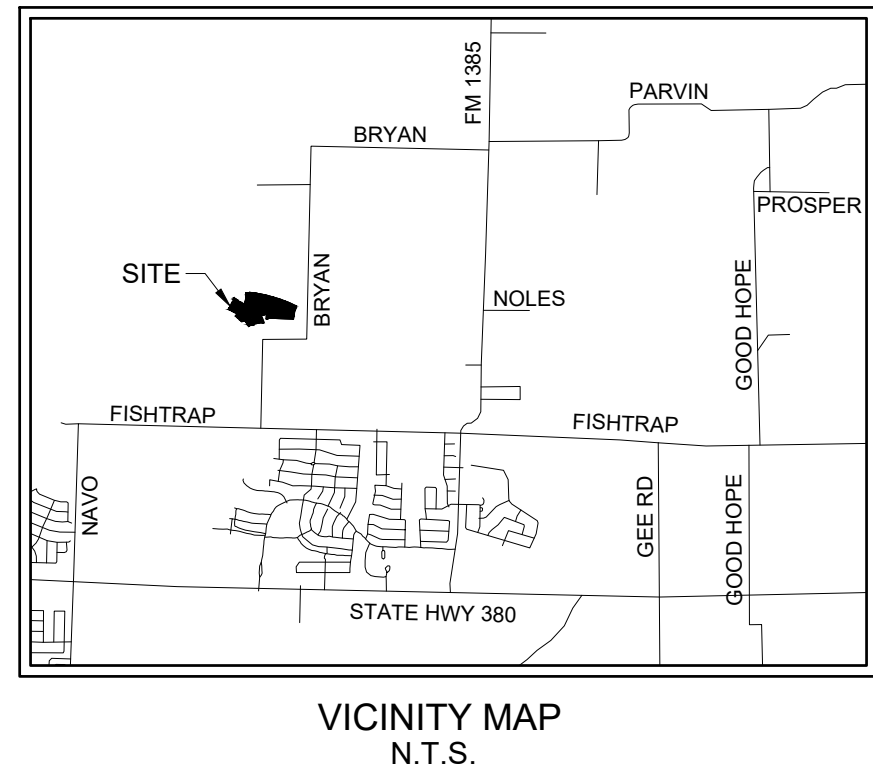 FM 1385
PARVIN
BRYAN
PROSPER
SITE
BRYAN
NOLES
GOOD HOPE
FISHTRAP
FISHTRAP
NAVO
GEE RD
GOOD HOPE
STATE HWY 380
VICINITY MAP
N.T.S.